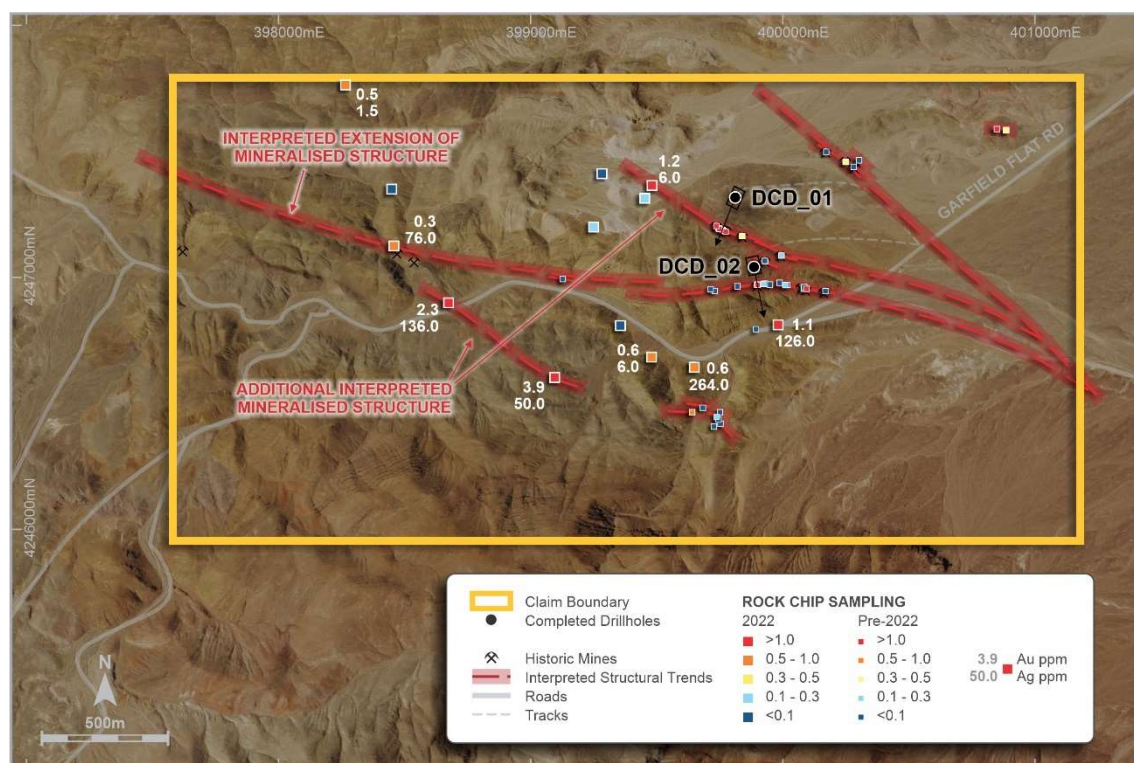 398000mE
399000mE
400000mE
401000mE
4247000mN
4246000mN
0.5
1.5
INTERPRETED EXTENSION OF
MINERALISED STRUCTURE
1.2
6.0
DCD_01
GARFIELD FLAT RD
0.3
76.0
DCD_02
2.3
136.0
1.1
126.0
0.6
6.0
0.6
264.0
ADDITIONAL INTERPRETED
MINERALISED STRUCTURE
3.9
50.0
N
500m
Claim Boundary
Completed Drillholes
Historic Mines
Interpreted Structural Trends
Roads
Tracks
ROCK CHIP SAMPLING
2022
>1.0
0.5 - 1.0
0.3 - 0.5
0.1 - 0.3
<0.1
Pre-2022
>1.0
0.5 - 1.0
0.3 - 0.5
0.1 - 0.3
<0.1
3.9 Au ppm
50.0 Ag ppm